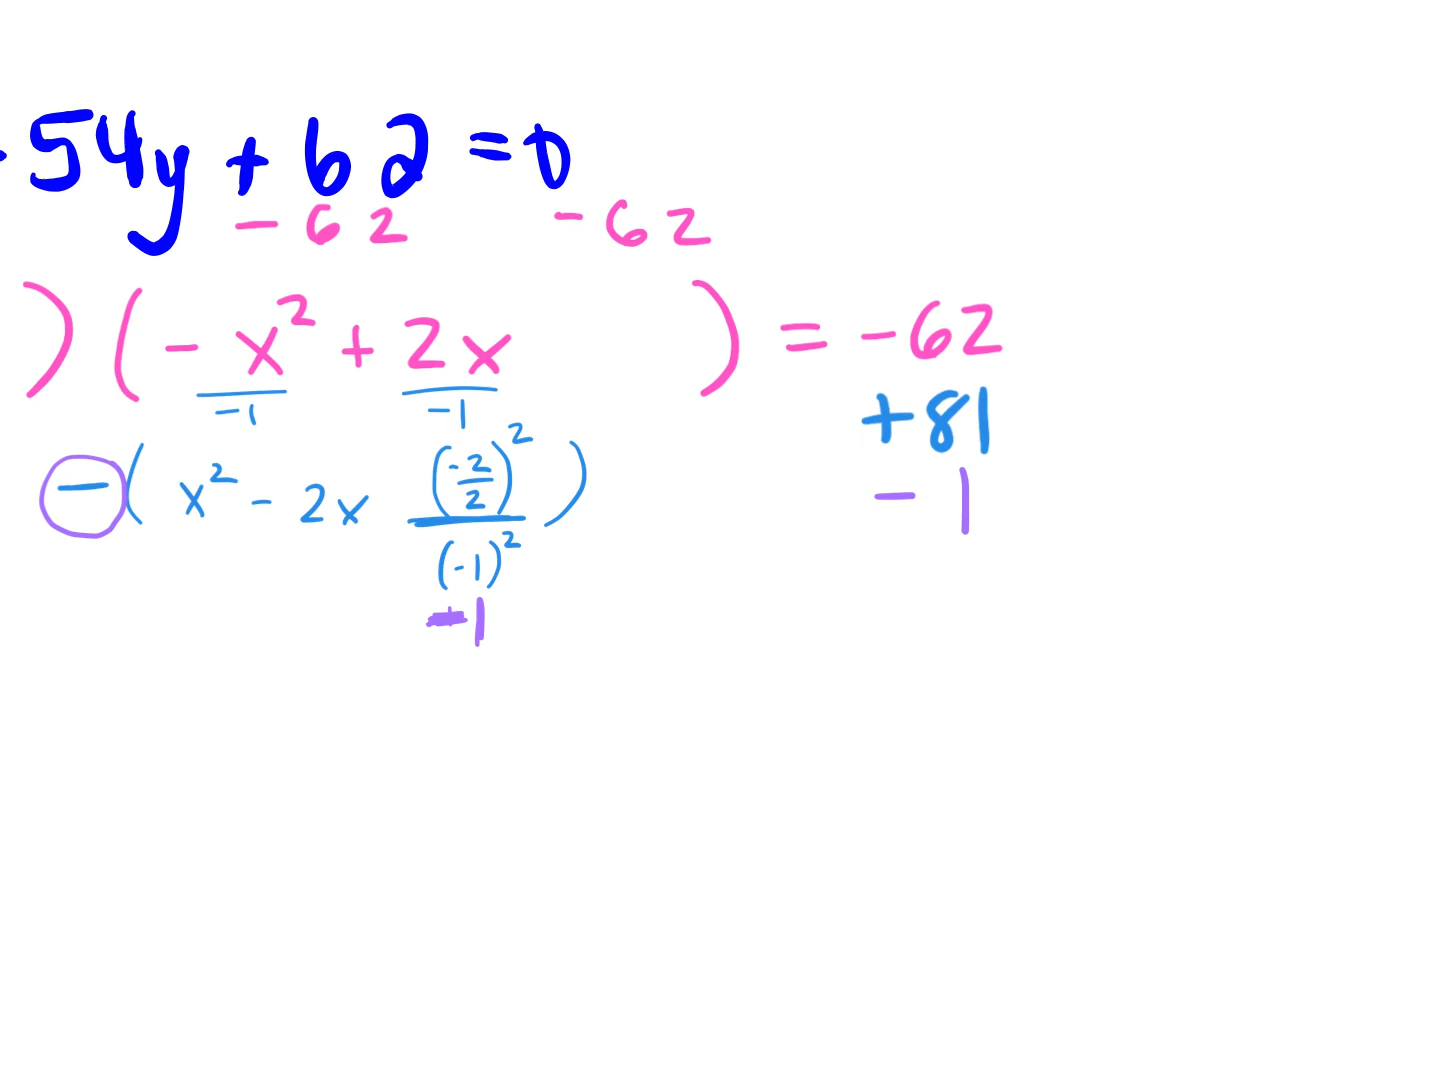 - 54y + 62 = 0
- 62 - 62
) ( - x² + 2x ) = - 62
-1 -1 + 81
- ( x² - 2x (-2/2)² ) - 1
(-1)²
+1